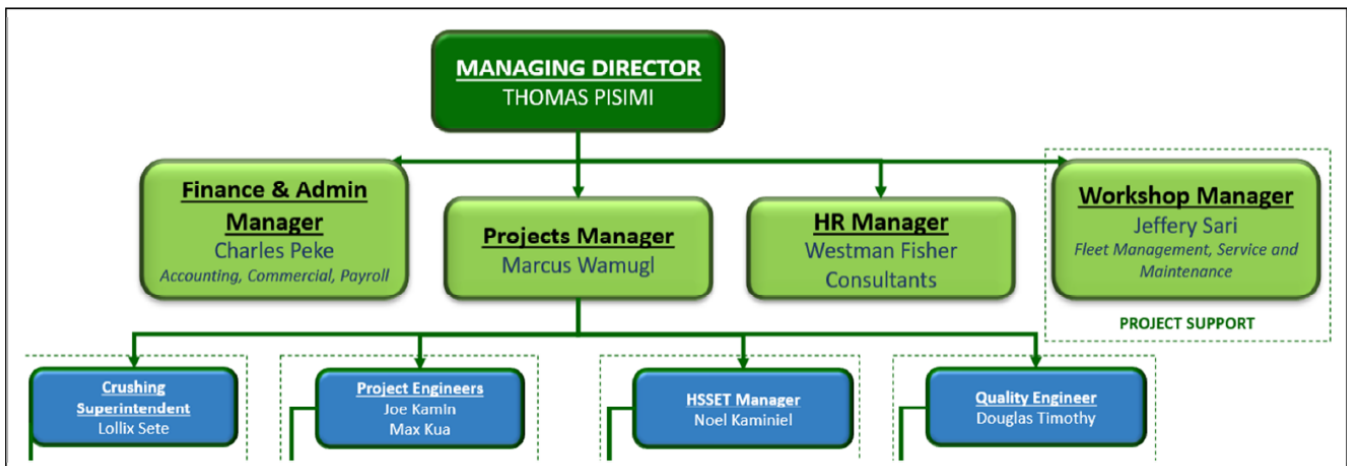 MANAGING DIRECTOR
THOMAS PISIMI
Finance & Admin
Manager
Charles Peke
Accounting, Commercial, Payroll
Projects Manager
Marcus Wamugl
HR Manager
Westman Fisher
Consultants
Workshop Manager
Jeffery Sari
Fleet Management, Service and
Maintenance
PROJECT SUPPORT
Crushing
Superintendent
Lollix Sete
Project Engineers
Joe Kamin
Max Kua
HSSET Manager
Noel Kaminiel
Quality Engineer
Douglas Timothy